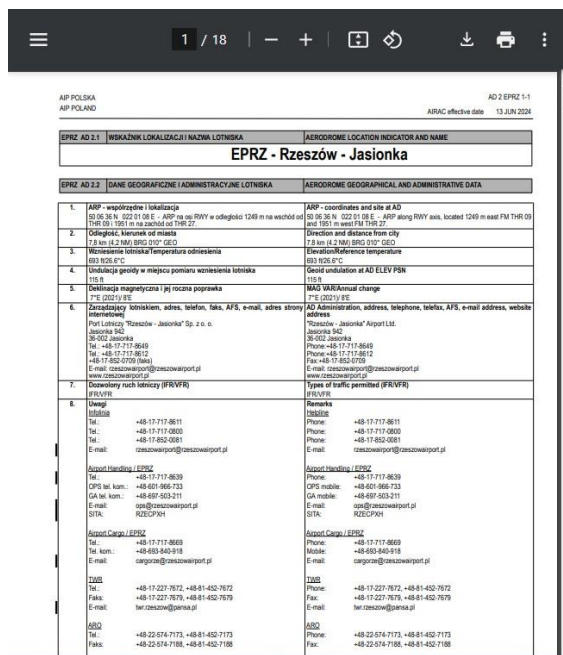 1 / 18
AIP POLSKA
AIP POLAND
AD 2 EPRZ 1-1
AIRAC effective date 13 JUN 2024
EPRZ AD 2.1 WSKAŹNIK LOKALIZACJI I NAZWA LOTNISKA AERODROME LOCATION INDICATOR AND NAME
EPRZ - Rzeszów - Jasionka
EPRZ AD 2.2 DANE GEOGRAFICZNE I ADMINISTRACYJNE LOTNISKA AERODROME GEOGRAPHICAL AND ADMINISTRATIVE DATA
1. ARP - współrzędne i lokalizacja ARP - coordinates and site at AD
50 06 36 N 022 01 08 E - ARP na osi RWY w odległości 1249 m na wschód od 50 06 36 N 022 01 08 E - ARP along RWY axis, located 1249 m east FM THR 09
THR 09 i 1951 m na zachód od THR 27. and 1951 m west FM THR 27.
2. Odległość, kierunek od miasta Direction and distance from city
7,8 km (4.2 NM) BRG 010° GEO 7.8 km (4.2 NM) BRG 010° GEO
3. Wzniesienie lotniska/Temperatura odniesienia Elevation/Reference temperature
693 ft/26.6°C 693 ft/26.6°C
4. Undulacja geoidy w miejscu pomiaru wzniesienia lotniska Geoid undulation at AD ELEV PSN
115 ft 115 ft
5. Deklinacja magnetyczna i jej roczna poprawka MAG VAR/Annual change
7°E (2021)/ 8'E 7°E (2021)/ 8'E
6. Zarządzający lotniskiem, adres, telefon, faks, AFS, e-mail, adres strony AD Administration, address, telephone, telefax, AFS, e-mail address, website
internetowej address
Port Lotniczy "Rzeszów - Jasionka" Sp. z o. o. "Rzeszów - Jasionka" Airport Ltd.
Jasionka 942 Jasionka 942
36-002 Jasionka 36-002 Jasionka
Tel.: +48-17-717-8649 Phone:+48-17-717-8649
Tel.: +48-17-717-8612 Phone:+48-17-717-8612
+48-17-852-0709 (faks) Fax:+48-17-852-0709
E-mail: rzeszowairport@rzeszowairport.pl E-mail: rzeszowairport@rzeszowairport.pl
www.rzeszowairport.pl www.rzeszowairport.pl
7. Dozwolony ruch lotniczy (IFR/VFR) Types of traffic permitted (IFR/VFR)
IFR/VFR IFR/VFR
8. Uwagi Remarks
Infolinia Helpline
Tel.: +48-17-717-8611 Phone: +48-17-717-8611
Tel.: +48-17-717-0800 Phone: +48-17-717-0800
Tel.: +48-17-852-0081 Phone: +48-17-852-0081
E-mail: rzeszowairport@rzeszowairport.pl E-mail: rzeszowairport@rzeszowairport.pl
Airport Handling / EPRZ Airport Handling / EPRZ
Tel.: +48-17-717-8639 Phone: +48-17-717-8639
OPS tel. kom.: +48-601-966-733 OPS mobile: +48-601-966-733
GA tel. kom.: +48-697-503-211 GA mobile: +48-697-503-211
E-mail: ops@rzeszowairport.pl E-mail: ops@rzeszowairport.pl
SITA: RZECPXH SITA: RZECPXH
Airport Cargo / EPRZ Airport Cargo / EPRZ
Tel.: +48-17-717-8669 Phone: +48-17-717-8669
Tel. kom.: +48-693-840-918 Mobile: +48-693-840-918
E-mail: cargorze@rzeszowairport.pl E-mail: cargorze@rzeszowairport.pl
TWR TWR
Tel.: +48-17-227-7672, +48-81-452-7672 Phone: +48-17-227-7672, +48-81-452-7672
Faks: +48-17-227-7679, +48-81-452-7679 Fax: +48-17-227-7679, +48-81-452-7679
E-mail: twr.rzeszow@pansa.pl E-mail: twr.rzeszow@pansa.pl
ARO ARO
Tel.: +48-22-574-7173, +48-81-452-7173 Phone: +48-22-574-7173, +48-81-452-7173
Faks: +48-22-574-7188, +48-81-452-7188 Fax: +48-22-574-7188, +48-81-452-7188